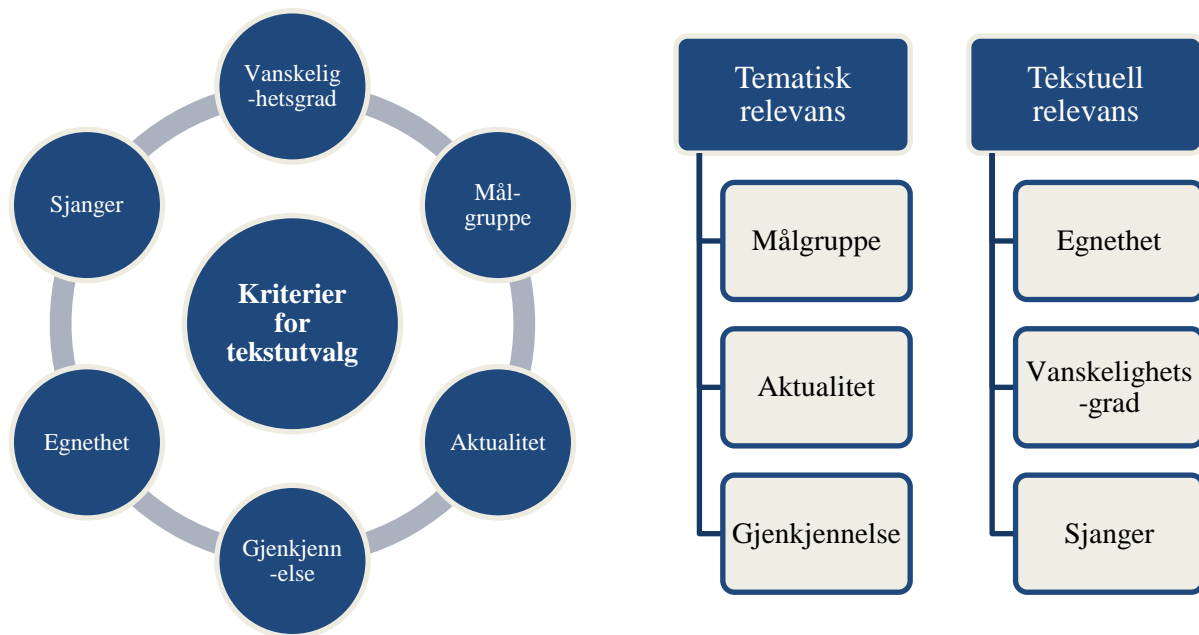 Vanskelig
-hetsgrad
Mål-
gruppe
Aktualitet
Gjenkjenn
-else
Egnethet
Sjanger
Kriterier
for
tekstutvalg
Tematisk
relevans
Målgruppe
Aktualitet
Gjenkjennelse
Tekstuell
relevans
Egnethet
Vanskelighets
-grad
Sjanger